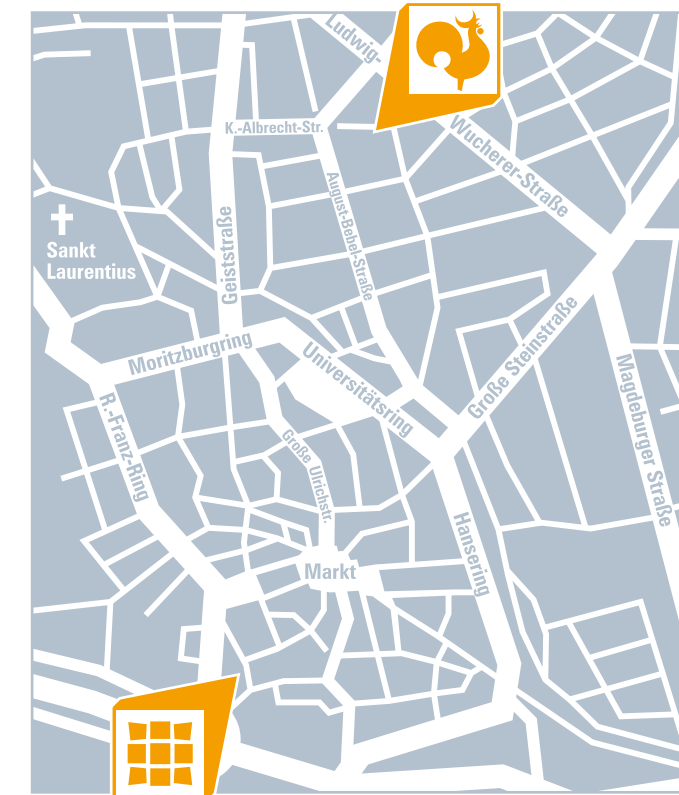 Ludwig-
Wucherer-Straße
K.-Albrecht-Str.
August-Bebel-Straße
Geiststraße
Sankt
Laurentius
Moritzburgring
Universitätsring
Große Steinstraße
Magdeburger Straße
R.-Franz-Ring
Große Ulrichstr.
Hansering
Markt